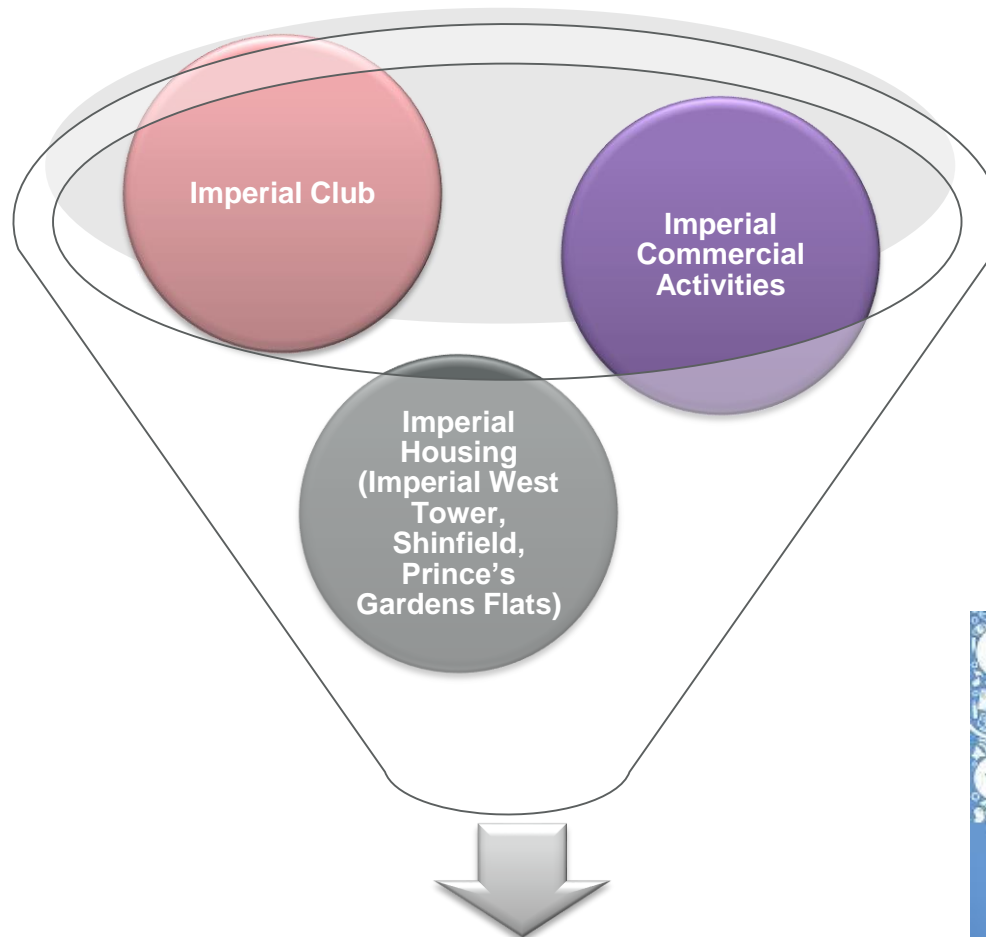 Imperial Club
Imperial
Commercial
Activities
Imperial
Housing
(Imperial West
Tower,
Shinfield,
Prince’s
Gardens Flats)